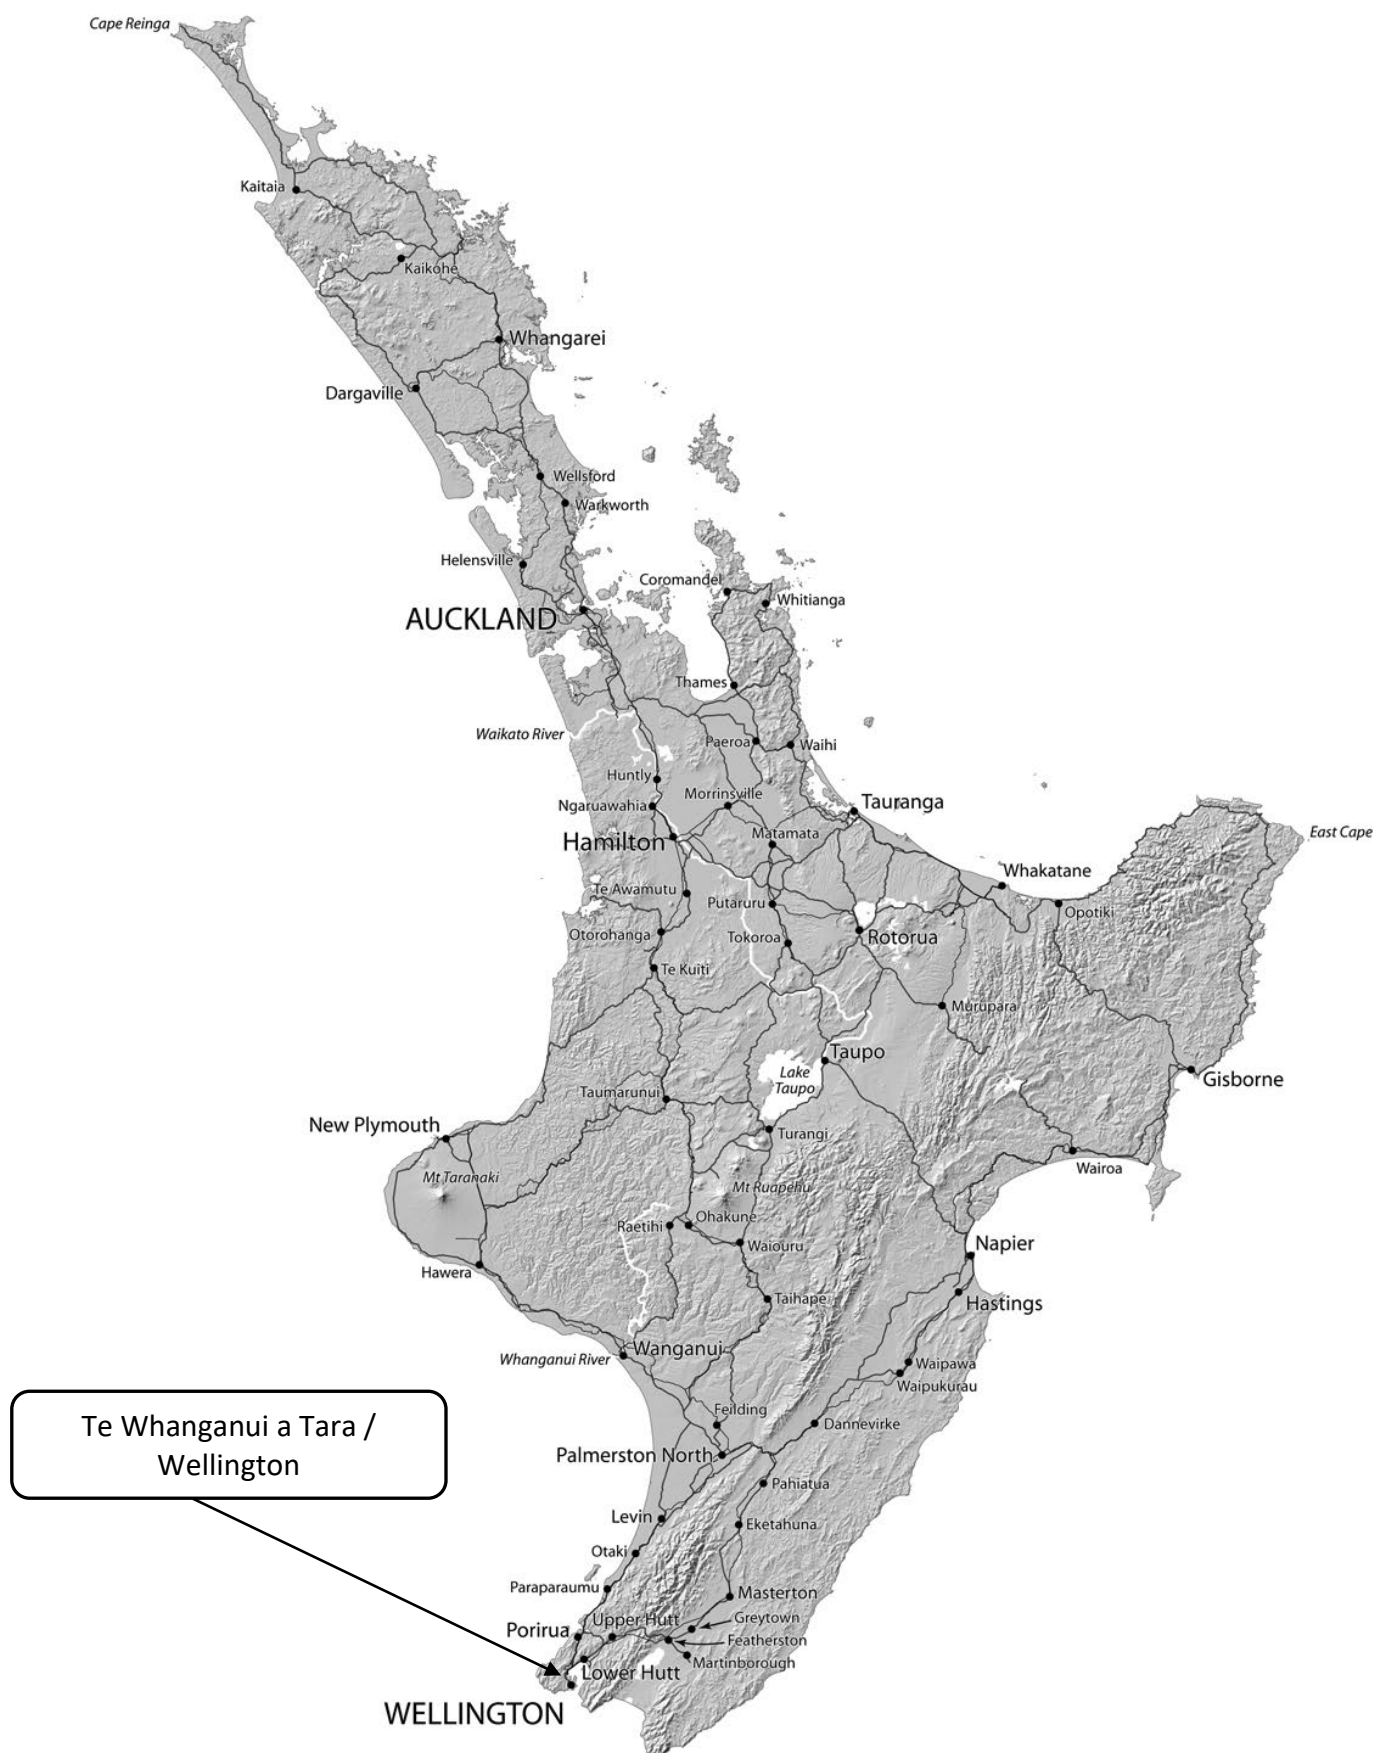 Cape Reinga
Kaitaia
Kaikohe
Whangarei
Dargaville
Wellsford
Warkworth
Helensville
Coromandel
Whitianga
AUCKLAND
Thames
Waikato River
Paeroa
Waihi
Huntly
Morrinsville
Ngaruawahia
Tauranga
Hamilton
Matamata
East Cape
Whakatane
Te Awamutu
Putaruru
Opotiki
Otorohanga
Tokoroa
Rotorua
Te Kuiti
Murupara
Taupo
Lake
Taupo
Gisborne
Taumarunui
New Plymouth
Turangi
Wairoa
Mt Taranaki
Mt Ruapehu
Ohakune
Raetihi
Waiouru
Napier
Hawera
Taihape
Hastings
Wanganui
Whanganui River
Waipawa
Waipukurau
Te Whanganui a Tara /
Wellington
Feilding
Dannevirke
Palmerston North
Pahiatua
Levin
Eketahuna
Otaki
Paraparaumu
Masterton
Greytown
Upper Hutt
Porirua
Featherston
Martinborough
Lower Hutt
WELLINGTON